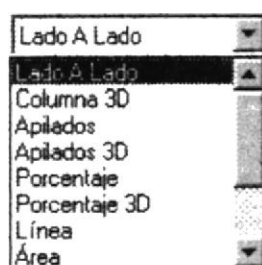 Lado A Lado
Lado A Lado
Columna 3D
Apilados
Apilados 3D
Porcentaje
Porcentaje 3D
Línea
Área